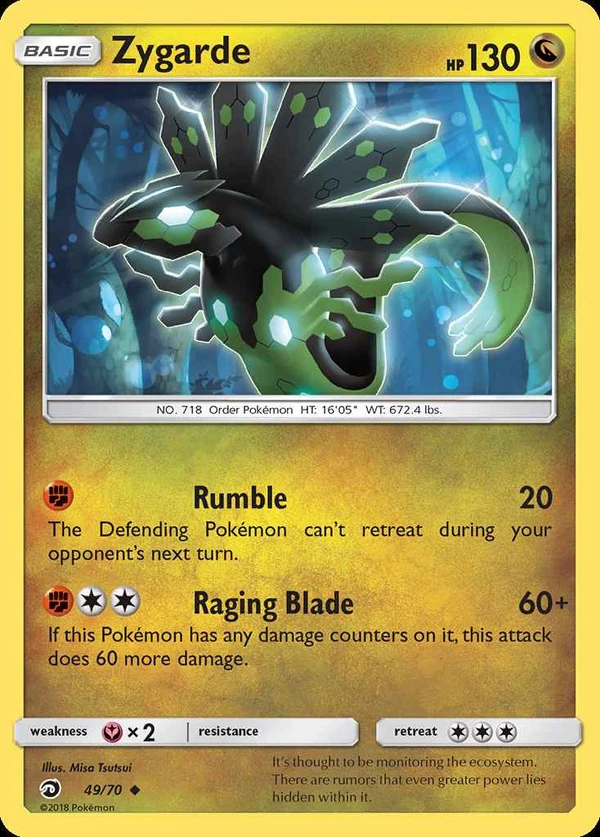 BASIC Zygarde HP 130
NO. 718 Order Pokémon HT: 16'05" WT: 672.4 lbs.
Rumble 20
The Defending Pokémon can't retreat during your
opponent's next turn.
Raging Blade 60+
If this Pokémon has any damage counters on it, this attack
does 60 more damage.
weakness ×2 resistance retreat
Illus. Misa Tsutsui
49/70
©2018 Pokémon
It's thought to be monitoring the ecosystem.
There are rumors that even greater power lies
hidden within it.